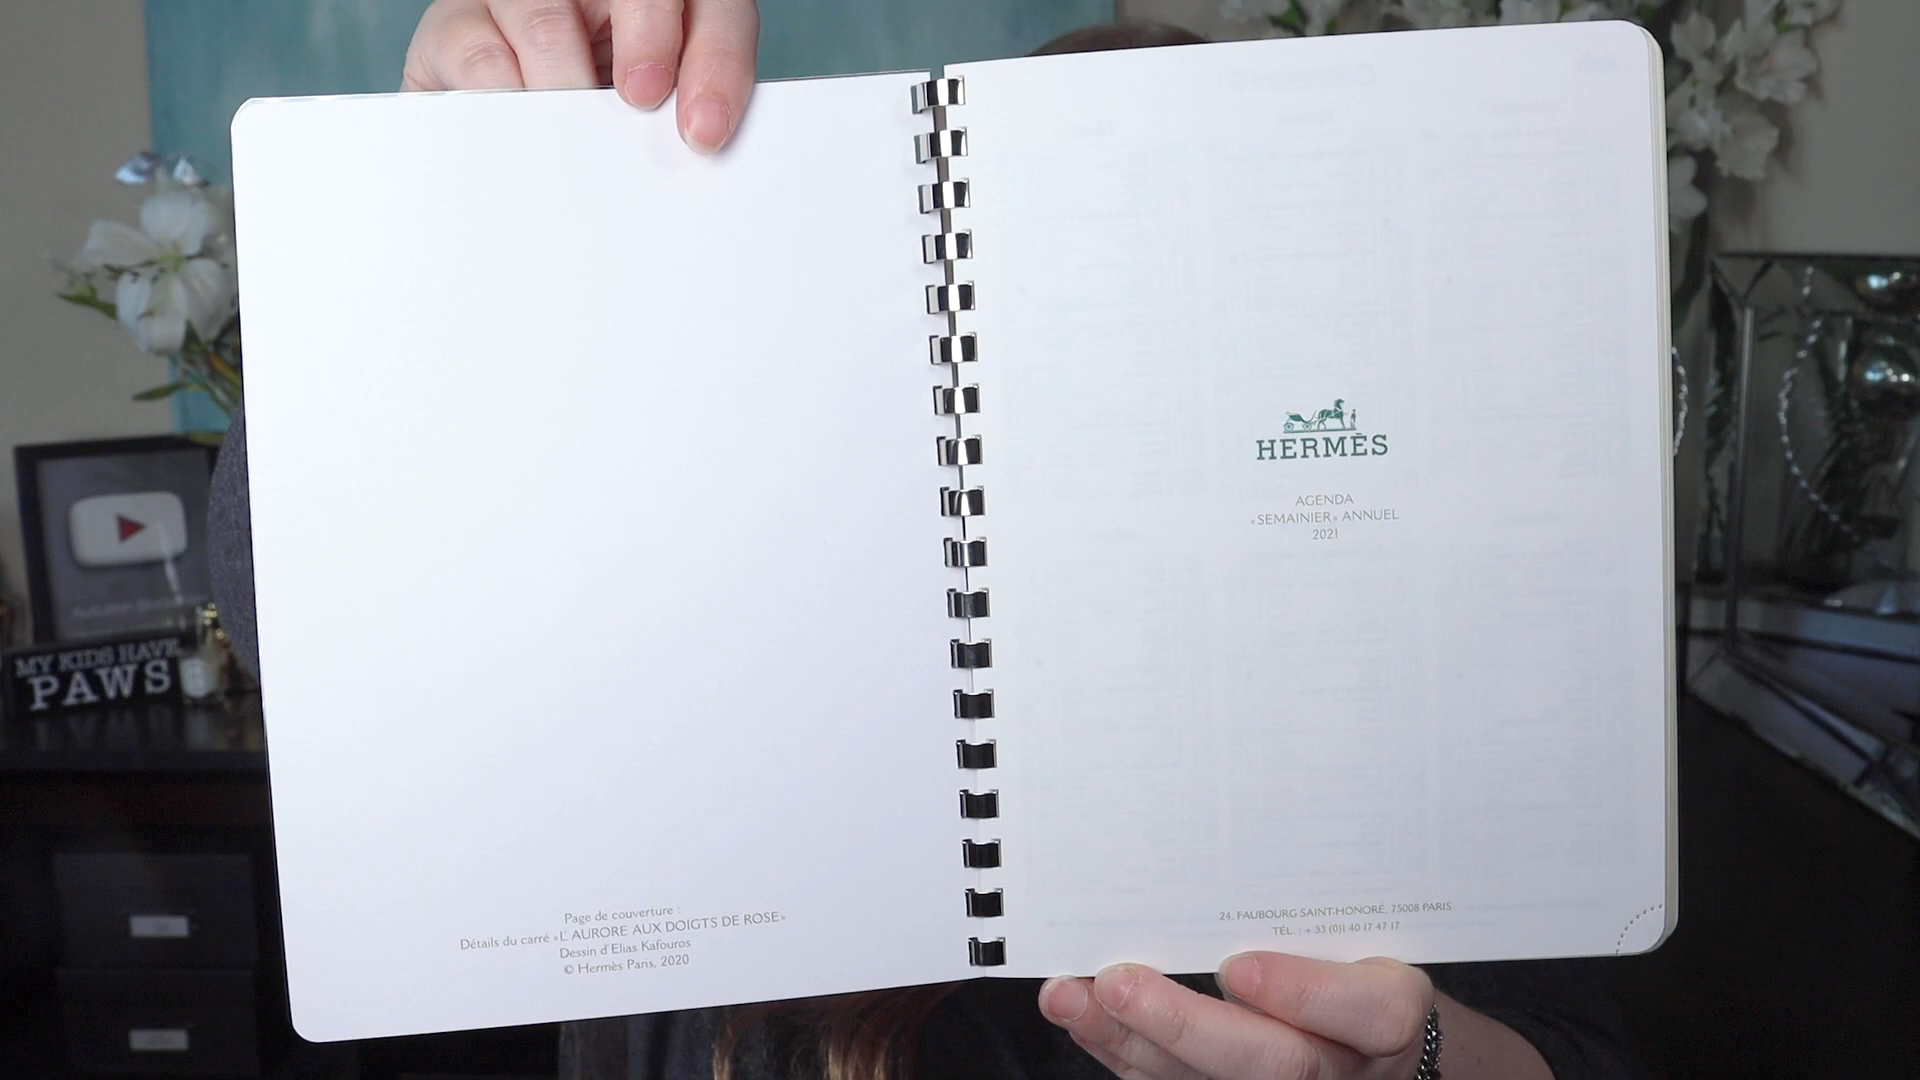 Page de couverture :
Détails du carré «L' AURORE AUX DOIGTS DE ROSE»
Dessin d'Elias Kafouros
© Hermès Paris, 2020
HERMÈS
AGENDA
«SEMAINIER» ANNUEL
2021
24, FAUBOURG SAINT-HONORÉ, 75008 PARIS
TÉL. : + 33 (0)1 40 17 47 17
MY KIDS HAVE
PAWS